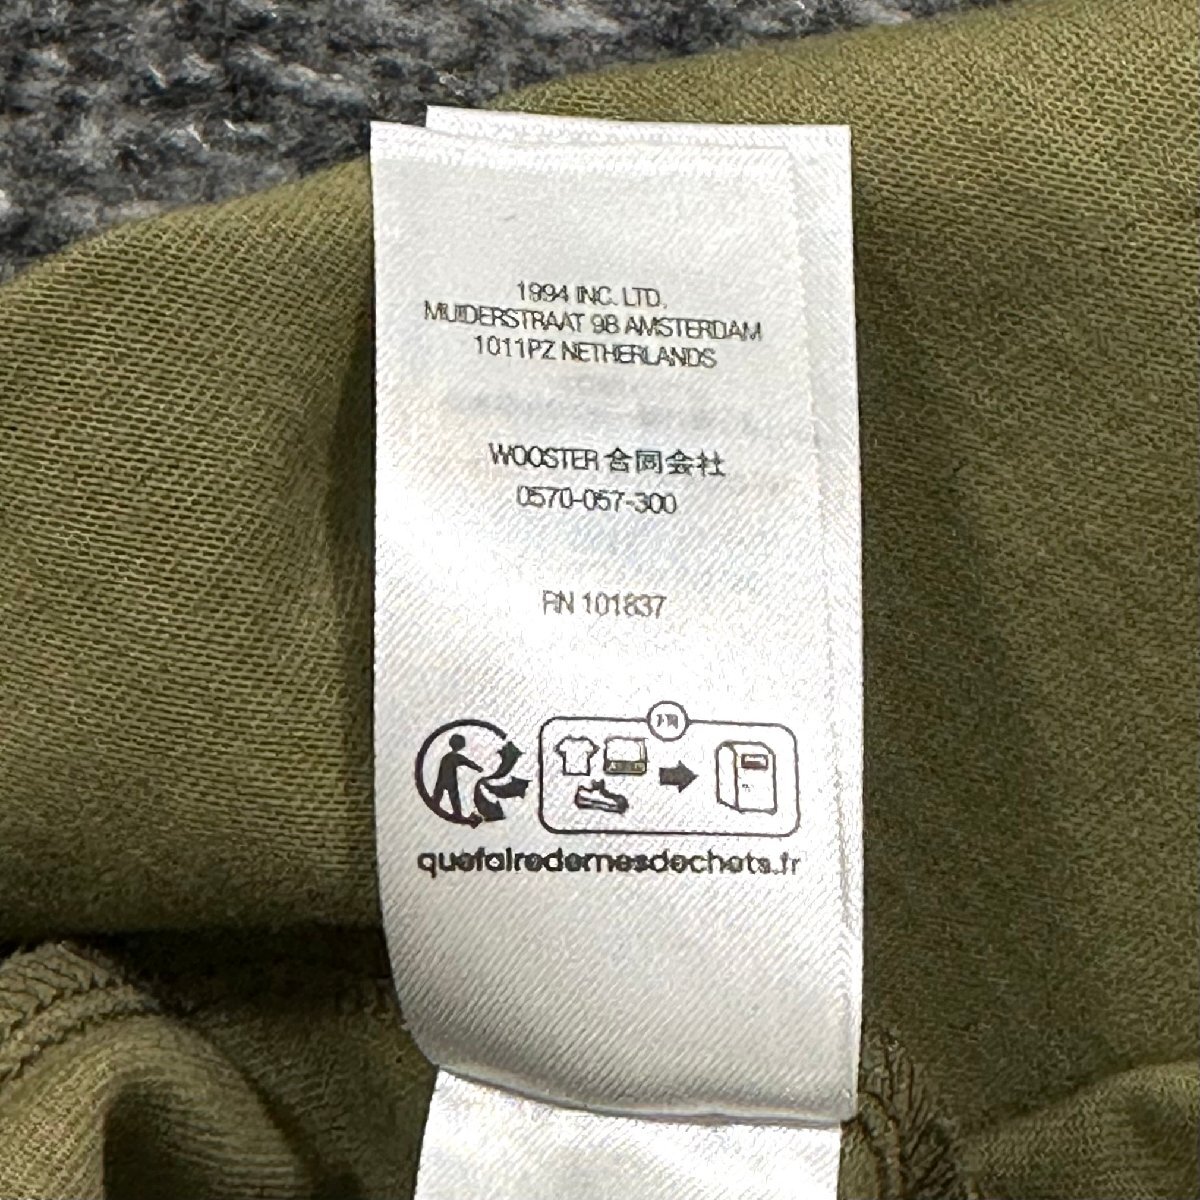 1994 INC. LTD.
MUIDERSTRAAT 9B AMSTERDAM
1011PZ NETHERLANDS
WOOSTER 合同会社
0570-057-300
RN 101837
quefairedemesdechets.fr